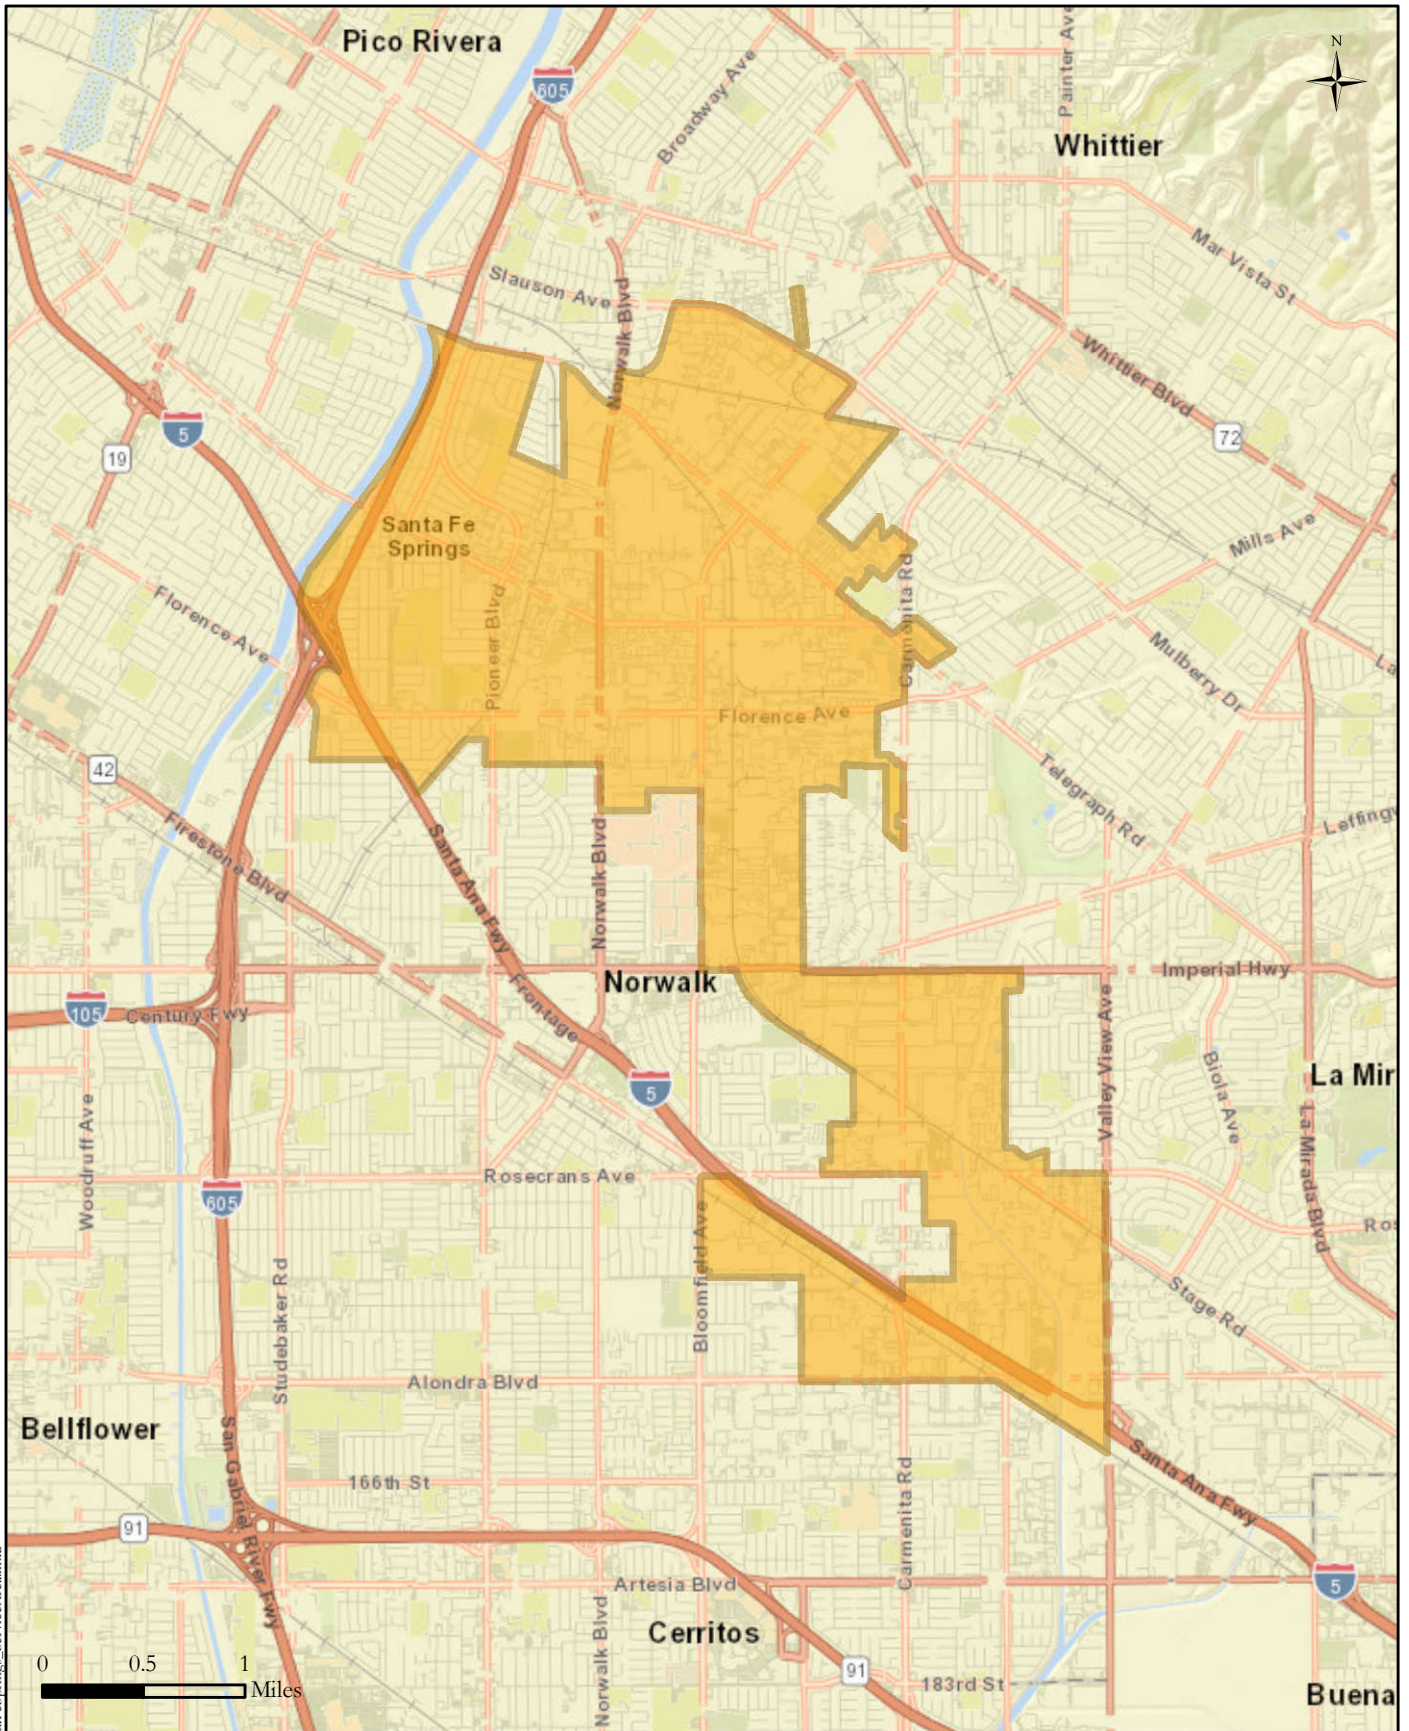 Pico Rivera
N
605
Broadway Ave
Painter Ave
Whittier
Slauson Ave
Norwalk Blvd
Mar Vista St
Whittier Blvd
72
5
19
Santa Fe
Springs
Mills Ave
Carmenita Rd
Florence Ave
Pioneer Blvd
Mulberry Dr
La
Florence Ave
42
Telegraph Rd
Leffingw
Firestone Blvd
Santa Ana Fwy
Norwalk Blvd
Norwalk
Imperial Hwy
Frontage
105
Century Fwy
Valley View Ave
Biola Ave
La Mir
5
Woodruff Ave
La Mirada Blvd
Rosecrans Ave
605
Bloomfield Ave
Ros
Studebaker Rd
Stage Rd
Alondra Blvd
Bellflower
San Gabriel River Fwy
Santa Ana Fwy
166th St
Carmenita Rd
91
5
Artesia Blvd
Norwalk Blvd
Cerritos
91
183rd St
Buena
0 0.5 1
Miles